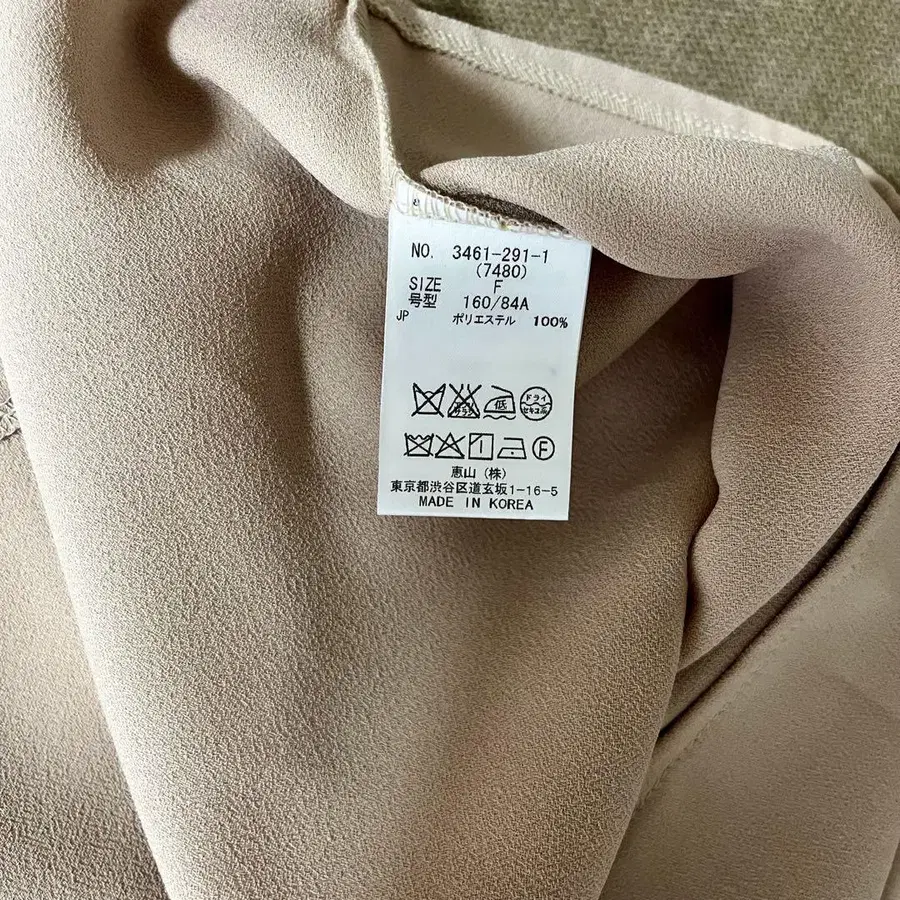 NO. 3461-291-1
(7480)
SIZE F
号型 160/84A
JP ポリエステル 100%
低 ドライ セキユ系
F
恵山 (株)
東京都渋谷区道玄坂1-16-5
MADE IN KOREA